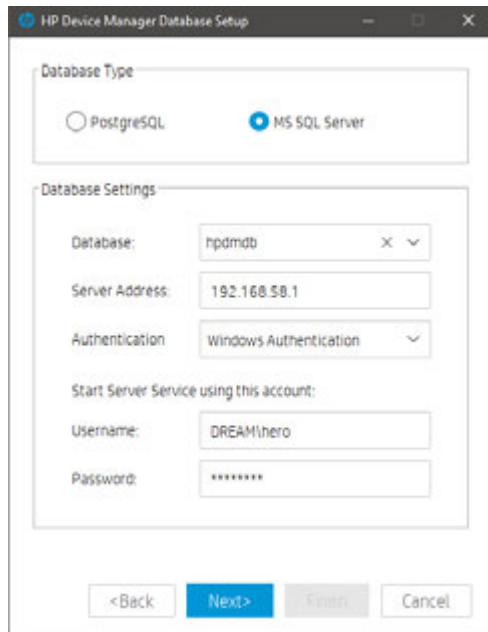 HP Device Manager Database Setup
Database Type
PostgreSQL MS SQL Server
Database Settings
Database: hpdmdb
Server Address: 192.168.58.1
Authentication Windows Authentication
Start Server Service using this account:
Username: DREAM\hero
Password: ********
<Back Next> Finish Cancel